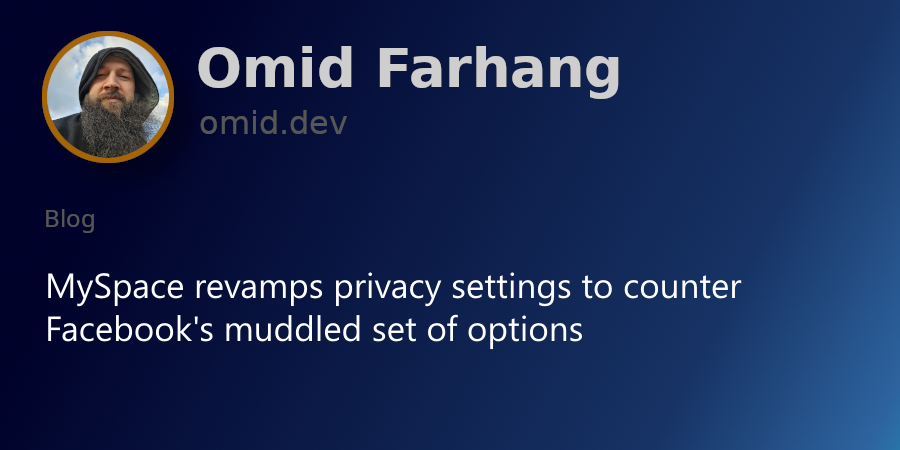 Omid Farhang
omid.dev
Blog
MySpace revamps privacy settings to counter
Facebook's muddled set of options